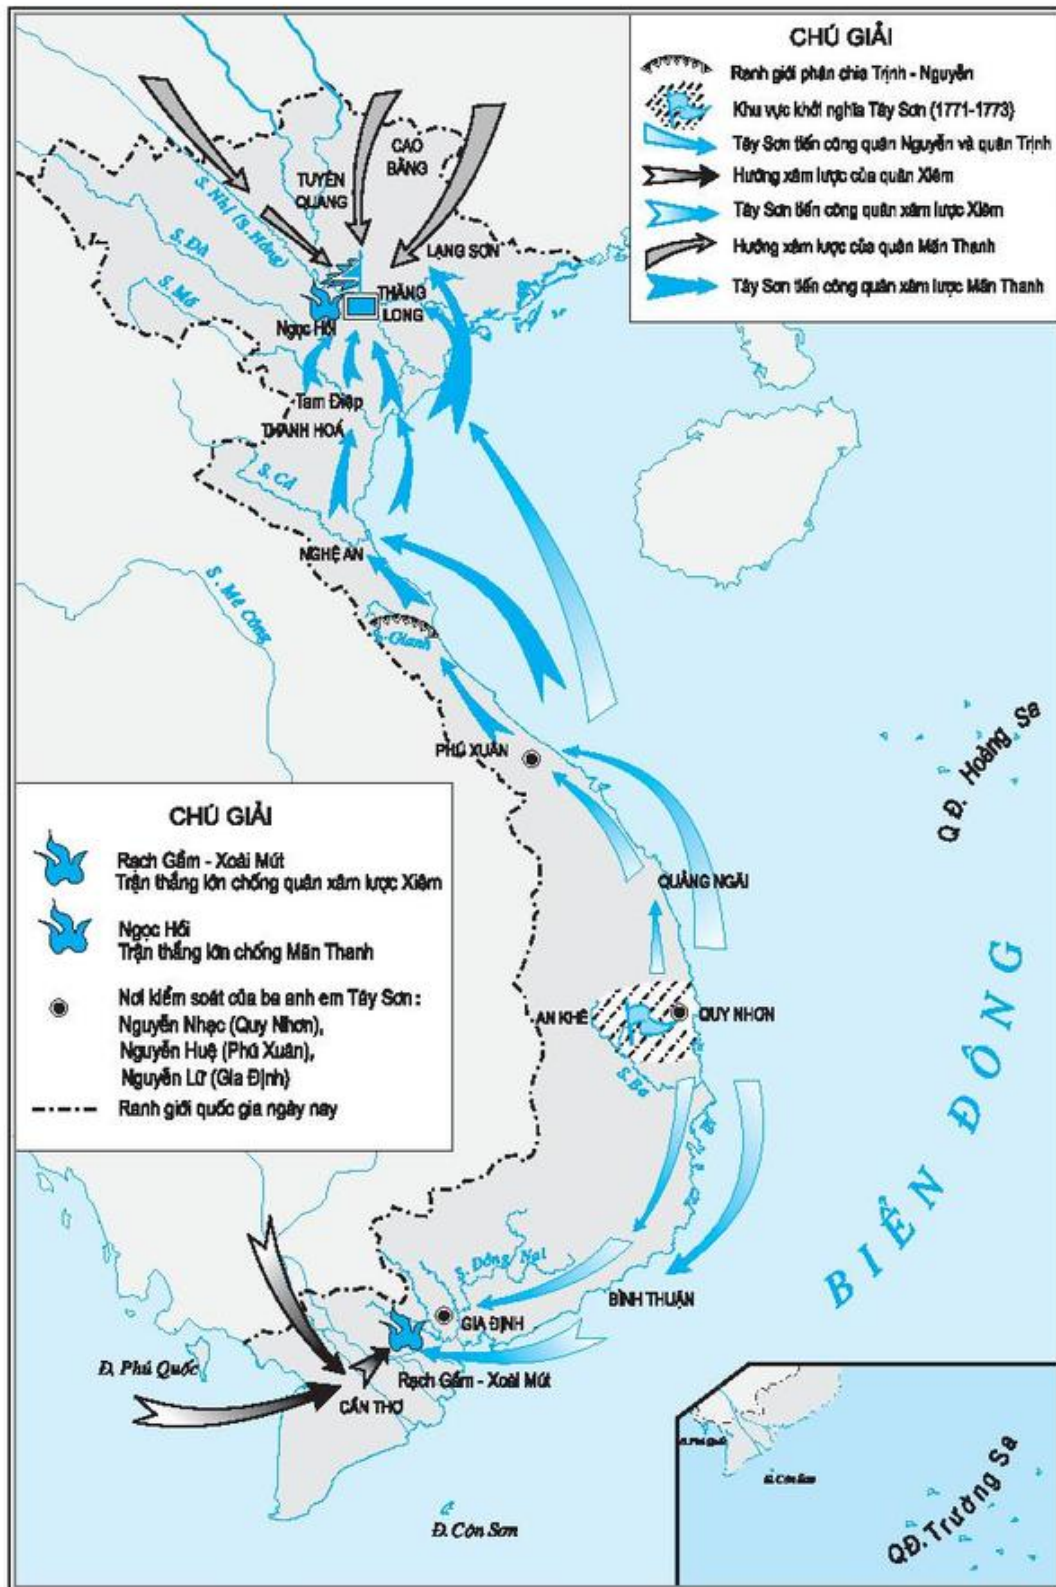 CHÚ GIẢI
Ranh giới phân chia Trịnh - Nguyễn
Khu vực khởi nghĩa Tây Sơn (1771-1773)
Tây Sơn tiến công quân Nguyễn và quân Trịnh
Hướng xâm lược của quân Xiêm
Tây Sơn tiến công quân xâm lược Xiêm
Hướng xâm lược của quân Mãn Thanh
Tây Sơn tiến công quân xâm lược Mãn Thanh
CAO
BẰNG
TUYÊN
QUANG
S. Nhị (S. Hồng)
S. Đà
S. Mã
LẠNG SƠN
THĂNG
LONG
Ngọc Hồi
Tam Điệp
THANH HOÁ
S. Cả
NGHỆ AN
S. Mê Công
S. Gianh
PHÚ XUÂN
QĐ. Hoàng Sa
CHÚ GIẢI
Rạch Gầm - Xoài Mút
Trận thắng lớn chống quân xâm lược Xiêm
Ngọc Hồi
Trận thắng lớn chống Mãn Thanh
Nơi kiểm soát của ba anh em Tây Sơn :
Nguyễn Nhạc (Quy Nhơn),
Nguyễn Huệ (Phú Xuân),
Nguyễn Lữ (Gia Định)
Ranh giới quốc gia ngày nay
QUẢNG NGÃI
AN KHÊ
QUY NHƠN
S. Ba
BIỂN ĐÔNG
S. Đồng Nai
BÌNH THUẬN
GIA ĐỊNH
Đ. Phú Quốc
Rạch Gầm - Xoài Mút
CẦN THƠ
Đ. Côn Sơn
Đ. Phú Quốc
Đ. Côn Sơn
QĐ. Trường Sa